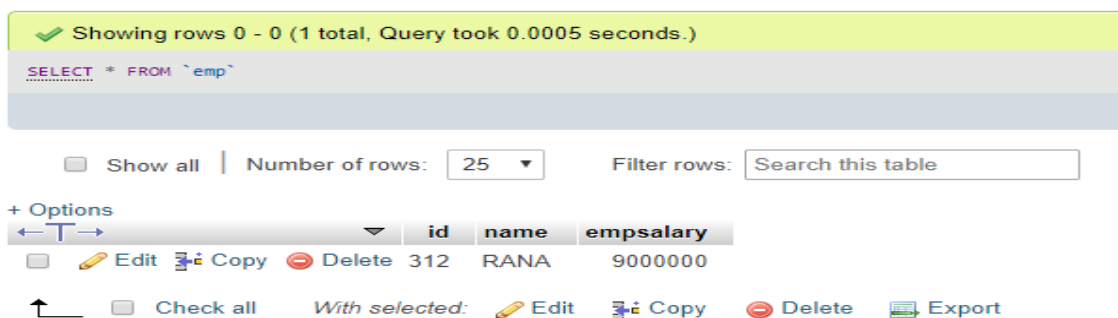 Showing rows 0 - 0 (1 total, Query took 0.0005 seconds.)
SELECT * FROM `emp`
Show all | Number of rows: 25 Filter rows: Search this table
+ Options
←T→ id name empsalary
Edit Copy Delete 312 RANA 9000000
Check all With selected: Edit Copy Delete Export